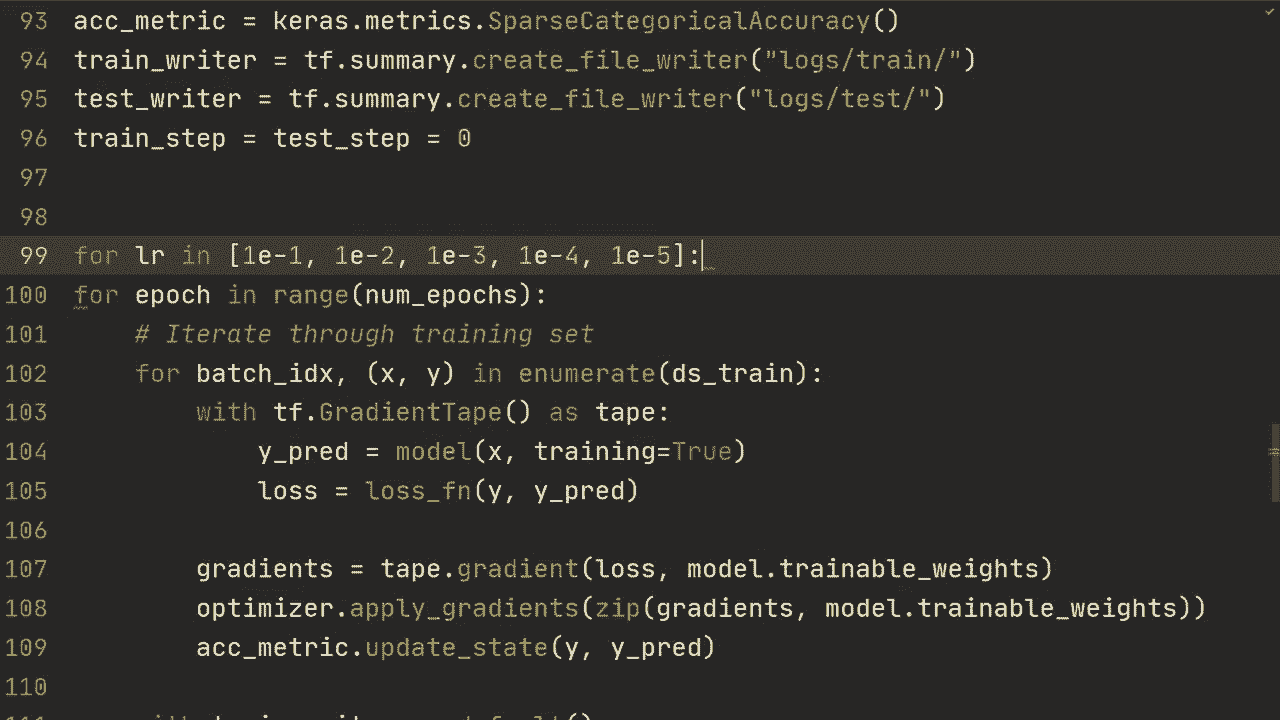 93 acc_metric = keras.metrics.SparseCategoricalAccuracy()
94 train_writer = tf.summary.create_file_writer("logs/train/")
95 test_writer = tf.summary.create_file_writer("logs/test/")
96 train_step = test_step = 0
97
98
99 for lr in [1e-1, 1e-2, 1e-3, 1e-4, 1e-5]:
100 for epoch in range(num_epochs):
101     # Iterate through training set
102     for batch_idx, (x, y) in enumerate(ds_train):
103         with tf.GradientTape() as tape:
104             y_pred = model(x, training=True)
105             loss = loss_fn(y, y_pred)
106
107         gradients = tape.gradient(loss, model.trainable_weights)
108         optimizer.apply_gradients(zip(gradients, model.trainable_weights))
109         acc_metric.update_state(y, y_pred)
110